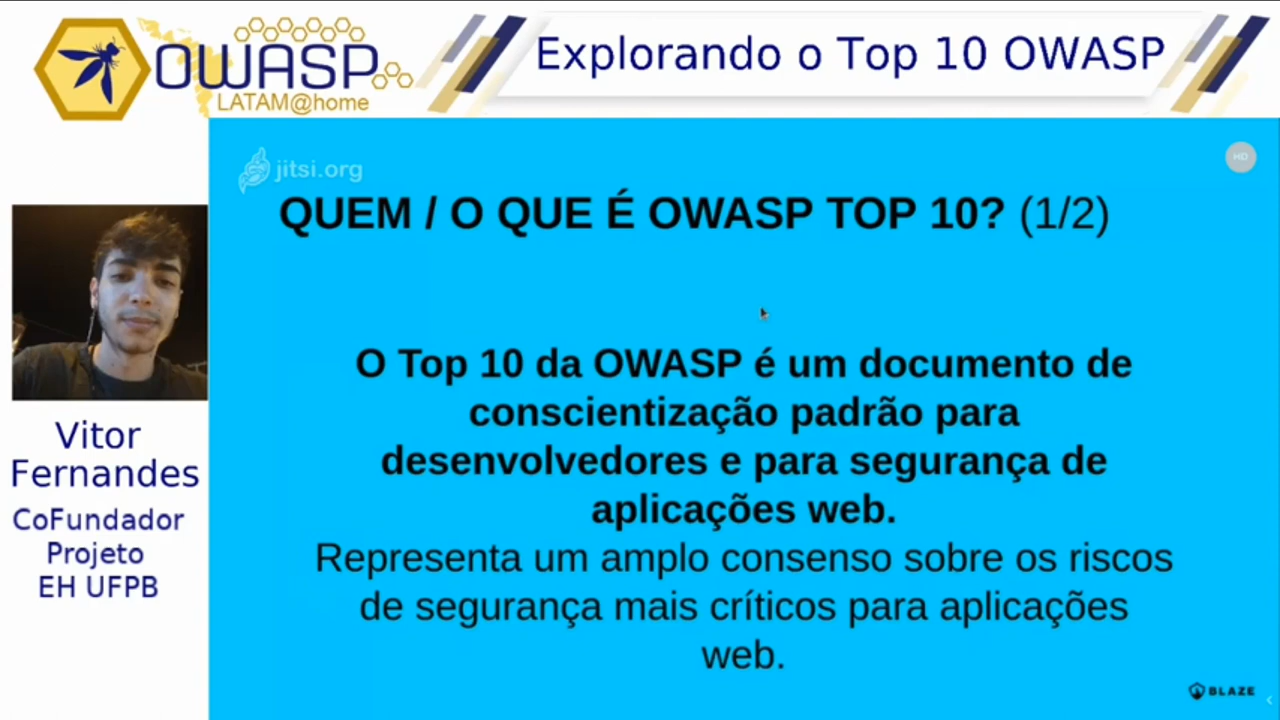 OWASP
LATAM@home
Explorando o Top 10 OWASP
jitsi.org
HD
QUEM / O QUE É OWASP TOP 10? (1/2)
O Top 10 da OWASP é um documento de
conscientização padrão para
desenvolvedores e para segurança de
aplicações web.
Representa um amplo consenso sobre os riscos
de segurança mais críticos para aplicações
web.
Vitor
Fernandes
CoFundador
Projeto
EH UFPB
BLAZE